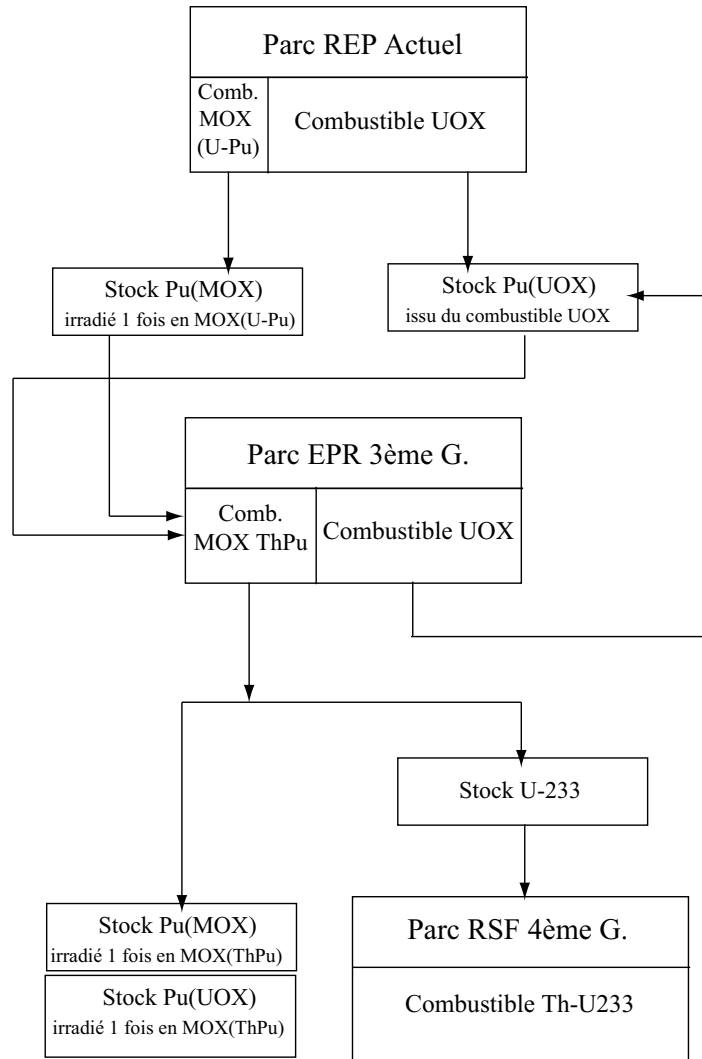 Parc REP Actuel
Comb.
MOX
(U-Pu)
Combustible UOX
Stock Pu(MOX)
irradié 1 fois en MOX(U-Pu)
Stock Pu(UOX)
issu du combustible UOX
Parc EPR 3ème G.
Comb.
MOX ThPu
Combustible UOX
Stock U-233
Stock Pu(MOX)
irradié 1 fois en MOX(ThPu)
Stock Pu(UOX)
irradié 1 fois en MOX(ThPu)
Parc RSF 4ème G.
Combustible Th-U233